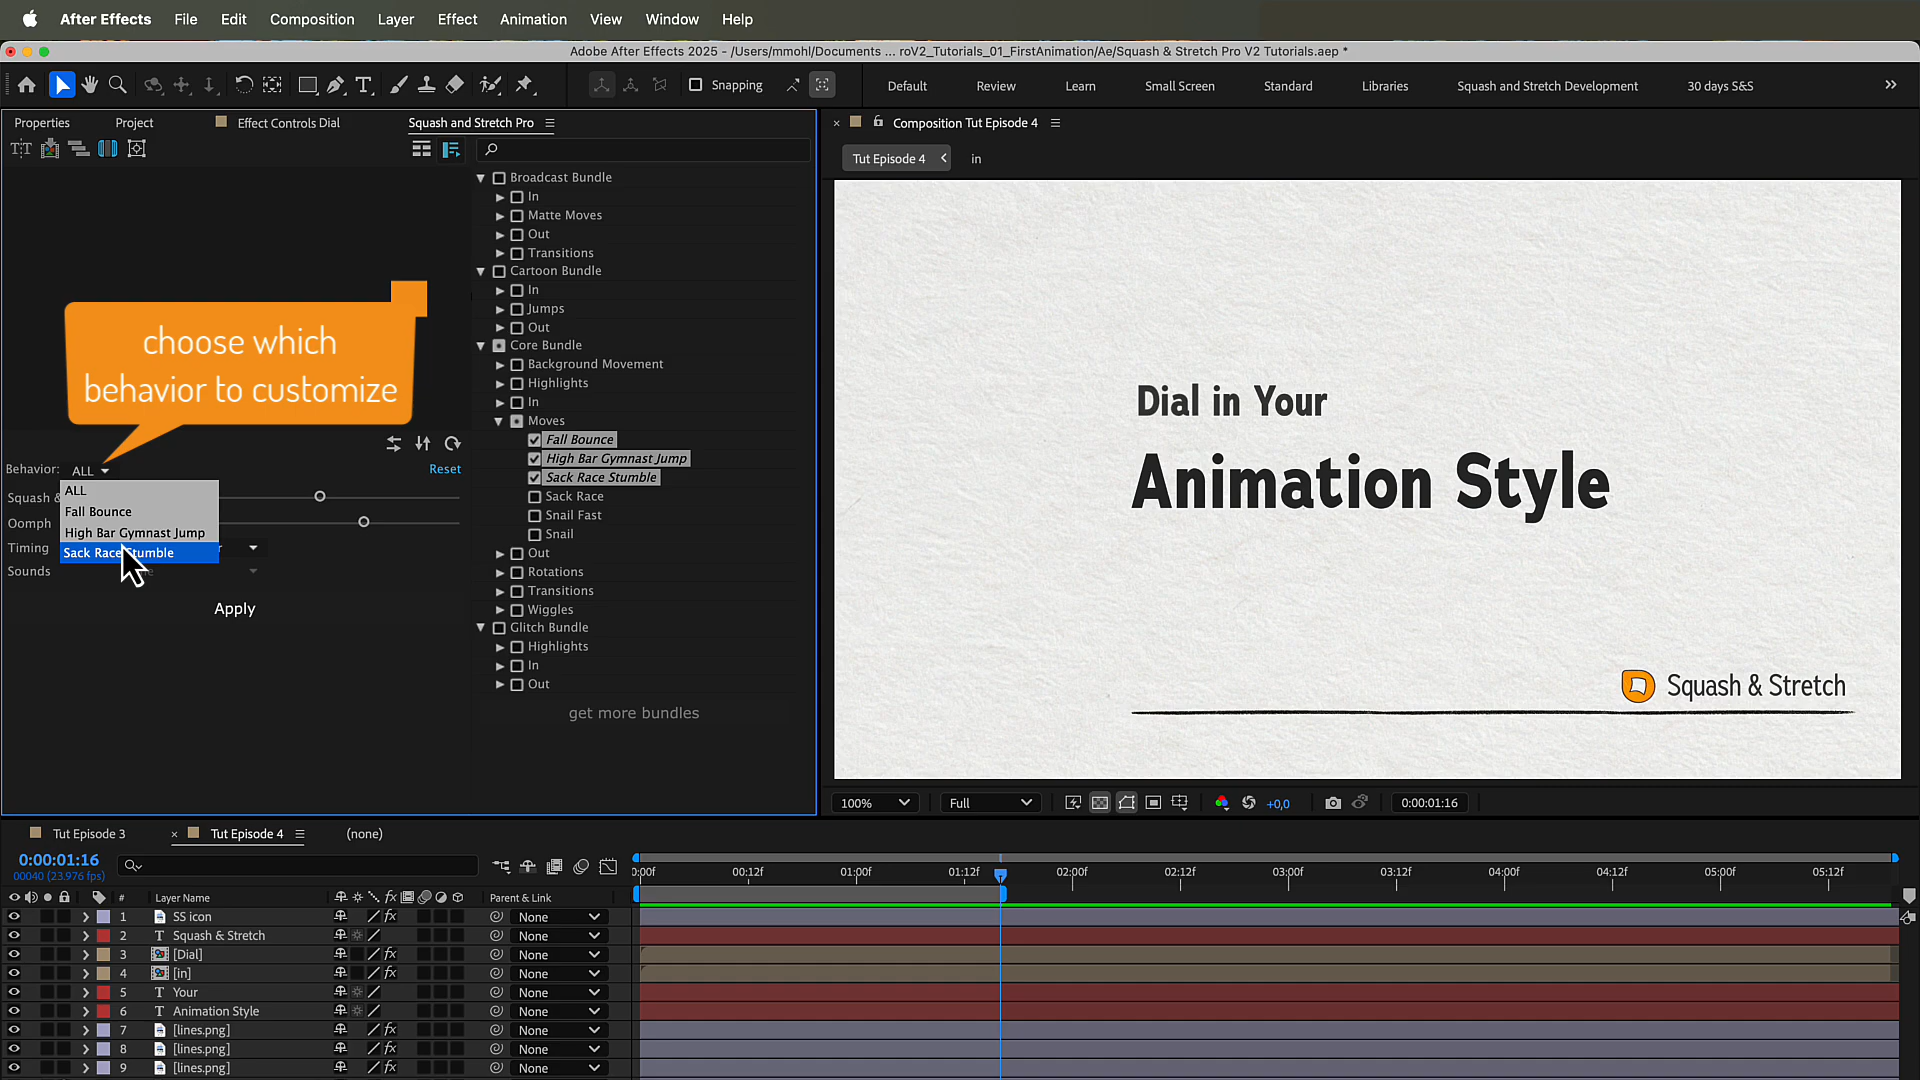 After Effects File Edit Composition Layer Effect Animation View Window Help
Adobe After Effects 2025 - /Users/mmohl/Documents ... roV2_Tutorials_01_FirstAnimation/Ae/Squash & Stretch Pro V2 Tutorials.aep *
Snapping Default Review Learn Small Screen Standard Libraries Squash and Stretch Development 30 days S&S
Properties Project Effect Controls Dial Squash and Stretch Pro
Composition Tut Episode 4
Tut Episode 4 in
Broadcast Bundle
In
Matte Moves
Out
Transitions
Cartoon Bundle
In
Jumps
Out
Core Bundle
Background Movement
Highlights
In
Moves
Fall Bounce
High Bar Gymnast Jump
Sack Race Stumble
Sack Race
Snail Fast
Snail
Out
Rotations
Transitions
Wiggles
Glitch Bundle
Highlights
In
Out
get more bundles
choose which
behavior to customize
Behavior: ALL Reset
Squash &
Oomph
Timing
Sounds
ALL
Fall Bounce
High Bar Gymnast Jump
Sack Race Stumble
Apply
Dial in Your
Animation Style
Squash & Stretch
100% Full +0,0 0:00:01:16
Tut Episode 3 Tut Episode 4 (none)
0:00:01:16
00040 (23.976 fps)
0:00f 00:12f 01:00f 01:12f 02:00f 02:12f 03:00f 03:12f 04:00f 04:12f 05:00f 05:12f
# Layer Name Parent & Link
1 SS icon None
2 T Squash & Stretch None
3 [Dial] None
4 [in] None
5 T Your None
6 T Animation Style None
7 [lines.png] None
8 [lines.png] None
9 [lines.png] None